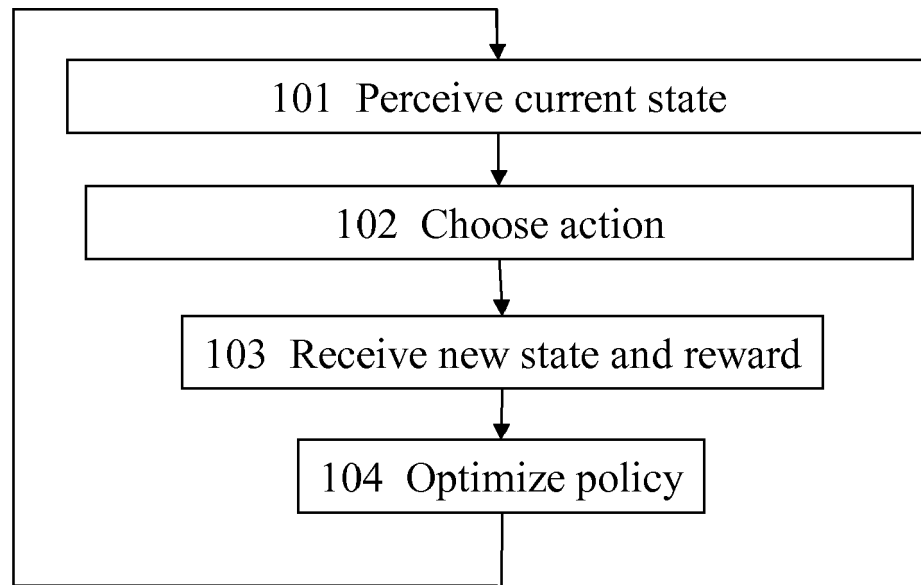 101 Perceive current state
102 Choose action
103 Receive new state and reward
104 Optimize policy